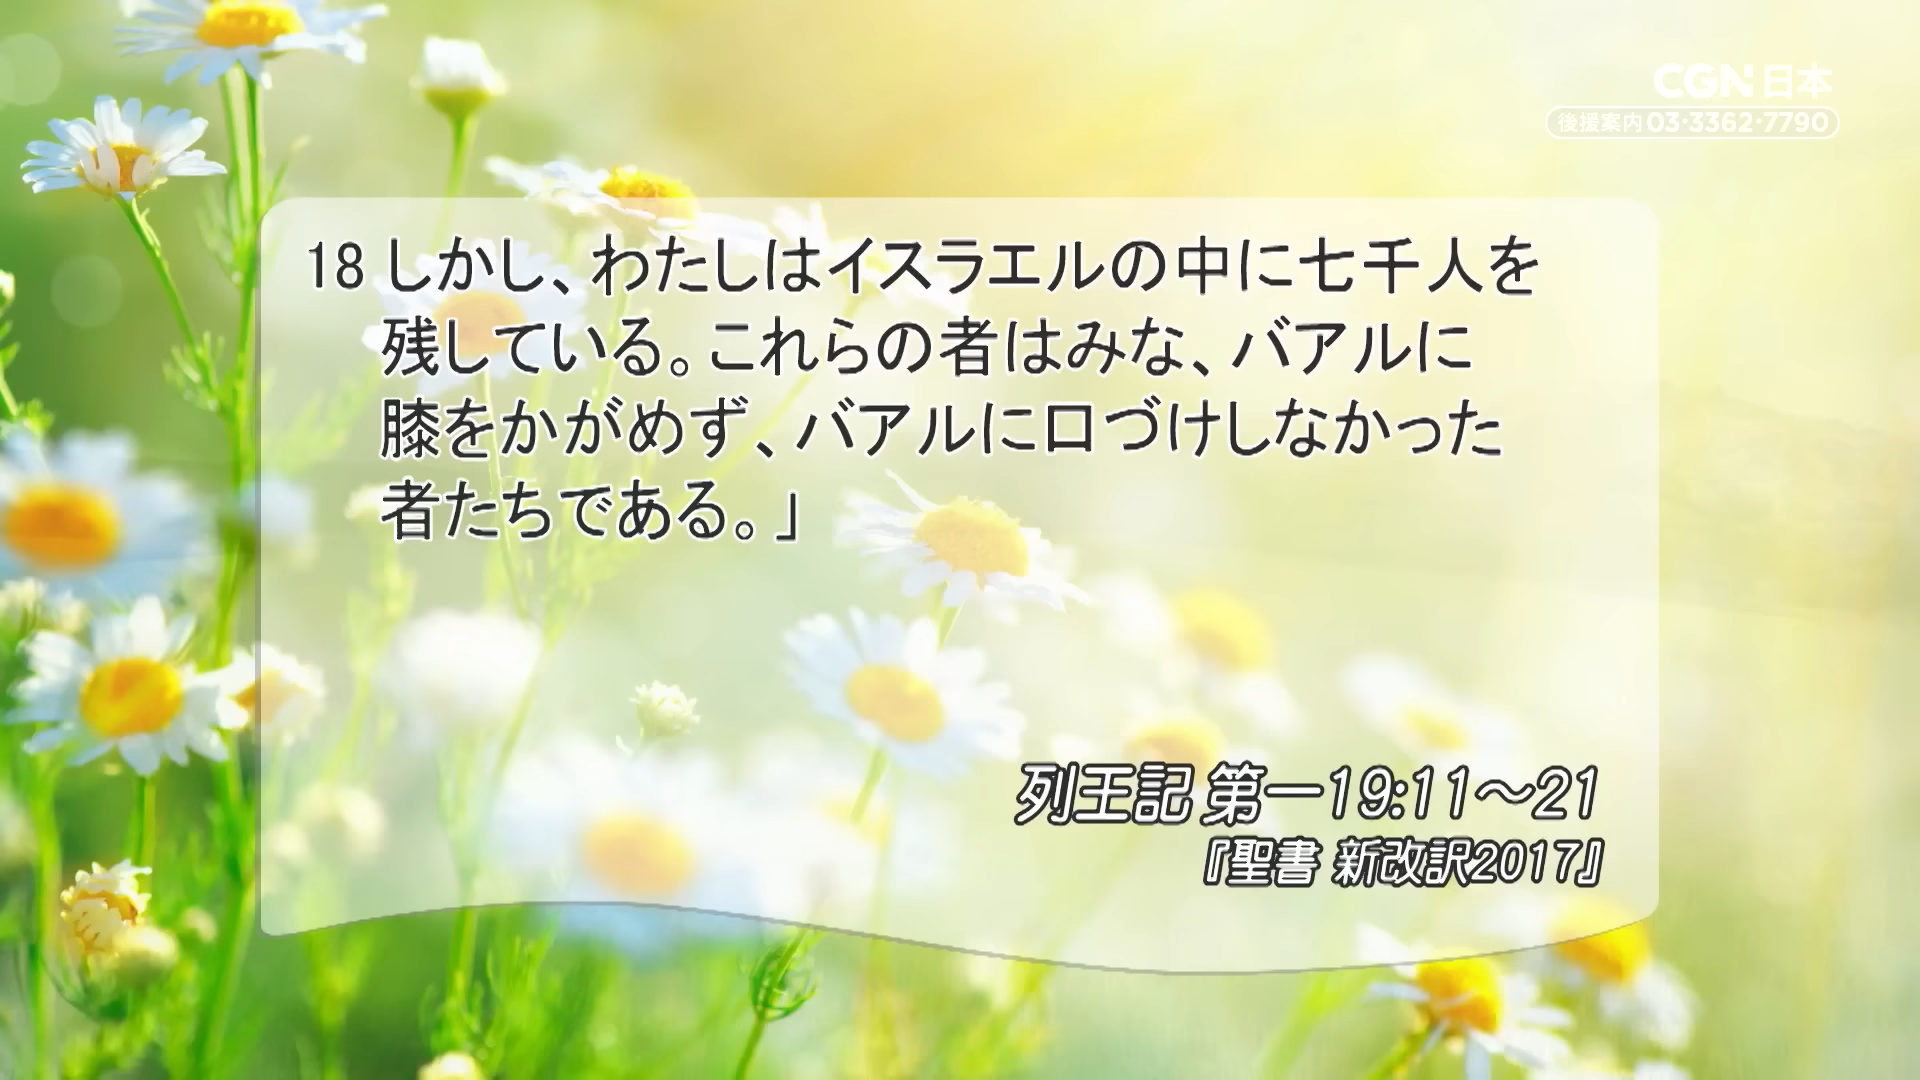 CGN 日本
後援案内 03·3362·7790
18 しかし、わたしはイスラエルの中に七千人を
残している。これらの者はみな、バアルに
膝をかがめず、バアルに口づけしなかった
者たちである。」
列王記 第一19:11～21
『聖書 新改訳2017』